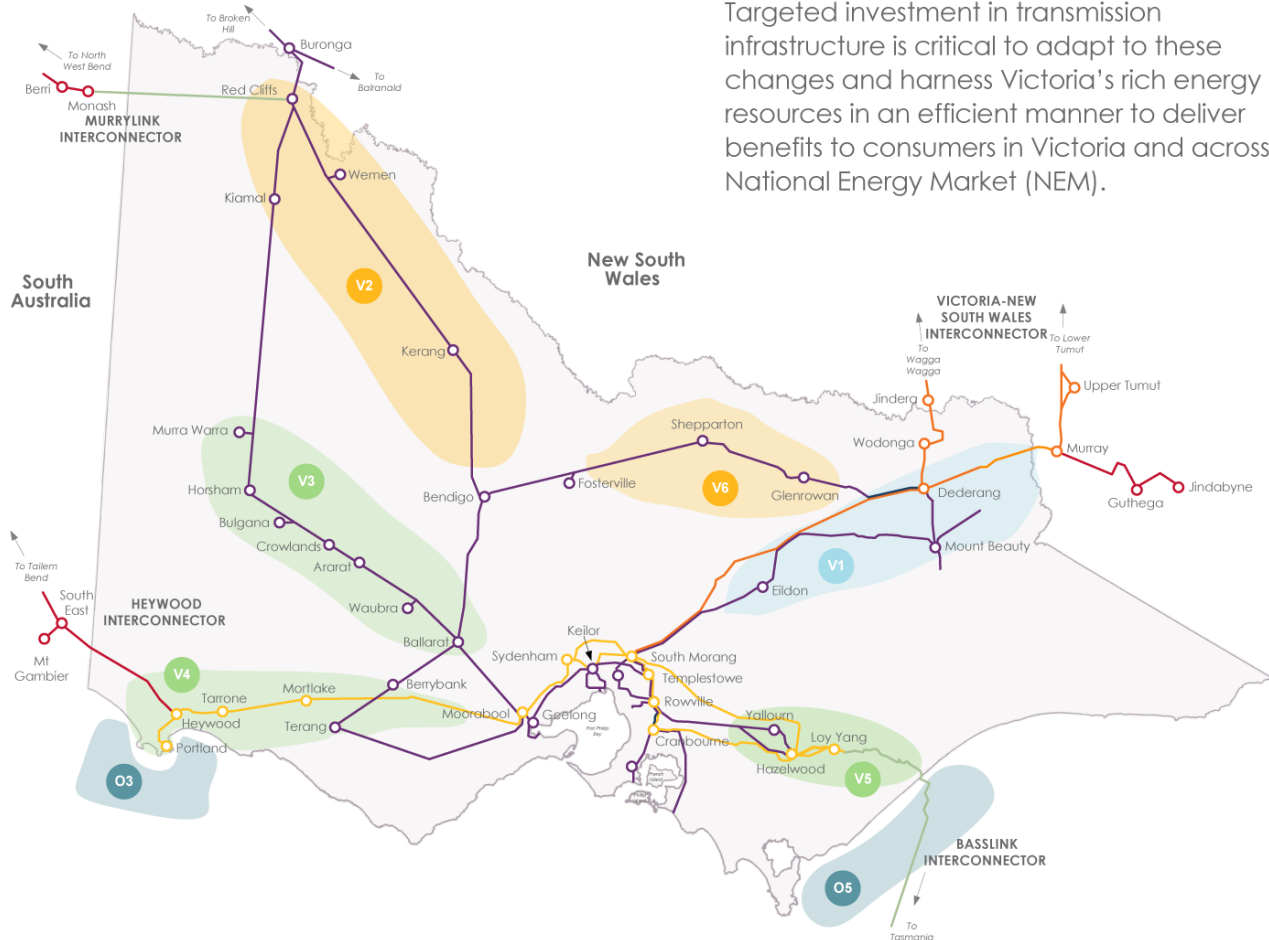 Targeted investment in transmission
infrastructure is critical to adapt to these
changes and harness Victoria's rich energy
resources in an efficient manner to deliver
benefits to consumers in Victoria and across
National Energy Market (NEM).
To Broken
Hill
Buronga
To North
West Bend
To
Balranald
Berri
Monash
Red Cliffs
MURRYLINK
INTERCONNECTOR
Wemen
Kiamal
South
Australia
V2
New South
Wales
VICTORIA-NEW
SOUTH WALES
INTERCONNECTOR
To
Wagga
Wagga
To Lower
Tumut
Kerang
Upper Tumut
Jindera
Murra Warra
Shepparton
Wodonga
Murray
V3
Horsham
Bendigo
Fosterville
V6
Glenrowan
Dederang
Jindabyne
Guthega
Bulgana
Crowlands
Ararat
Mount Beauty
To Tailem
Bend
V1
Eildon
South
East
HEYWOOD
INTERCONNECTOR
Waubra
Ballarat
Keilor
Mt
Gambier
Sydenham
South Morang
V4
Templestowe
Berrybank
Mortlake
Tarrone
Heywood
Rowville
Moorabool
Geelong
Yallourn
Terang
Port Phillip
Bay
Cranbourne
Loy Yang
Portland
Hazelwood
French
Island
V5
O3
BASSLINK
INTERCONNECTOR
O5
To
Tasmania